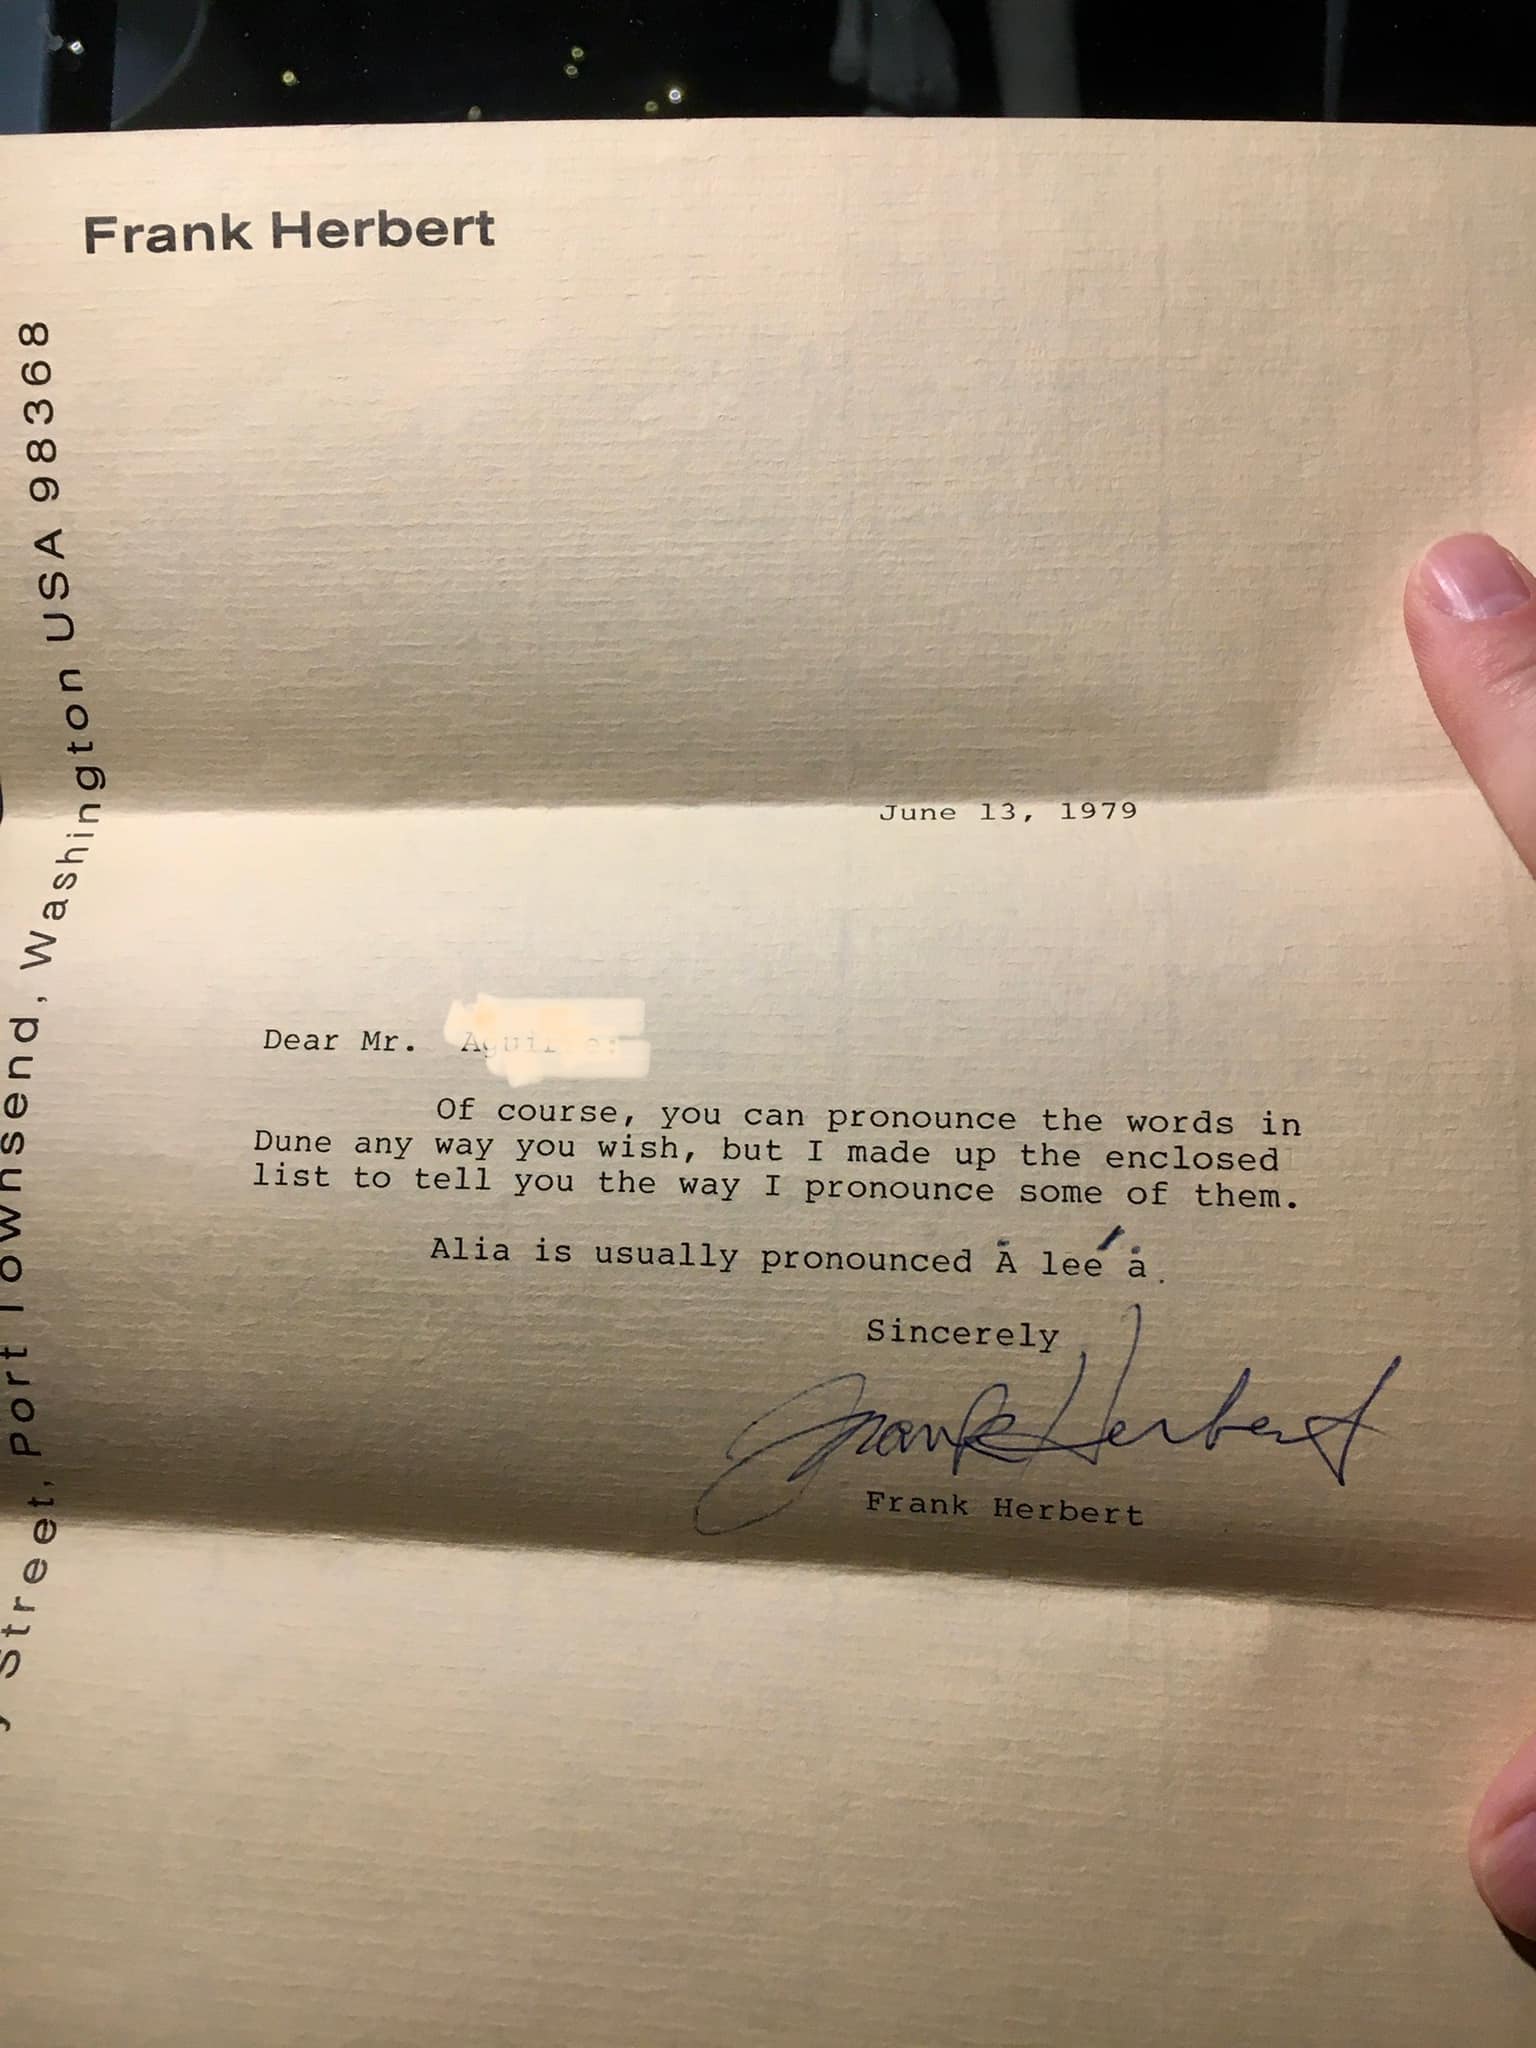 Frank Herbert
Street, Port Townsend, Washington USA 98368
June 13, 1979
Dear Mr.
Of course, you can pronounce the words in
Dune any way you wish, but I made up the enclosed
list to tell you the way I pronounce some of them.
Alia is usually pronounced Ā leé ȧ.
Sincerely
Frank Herbert
Frank Herbert